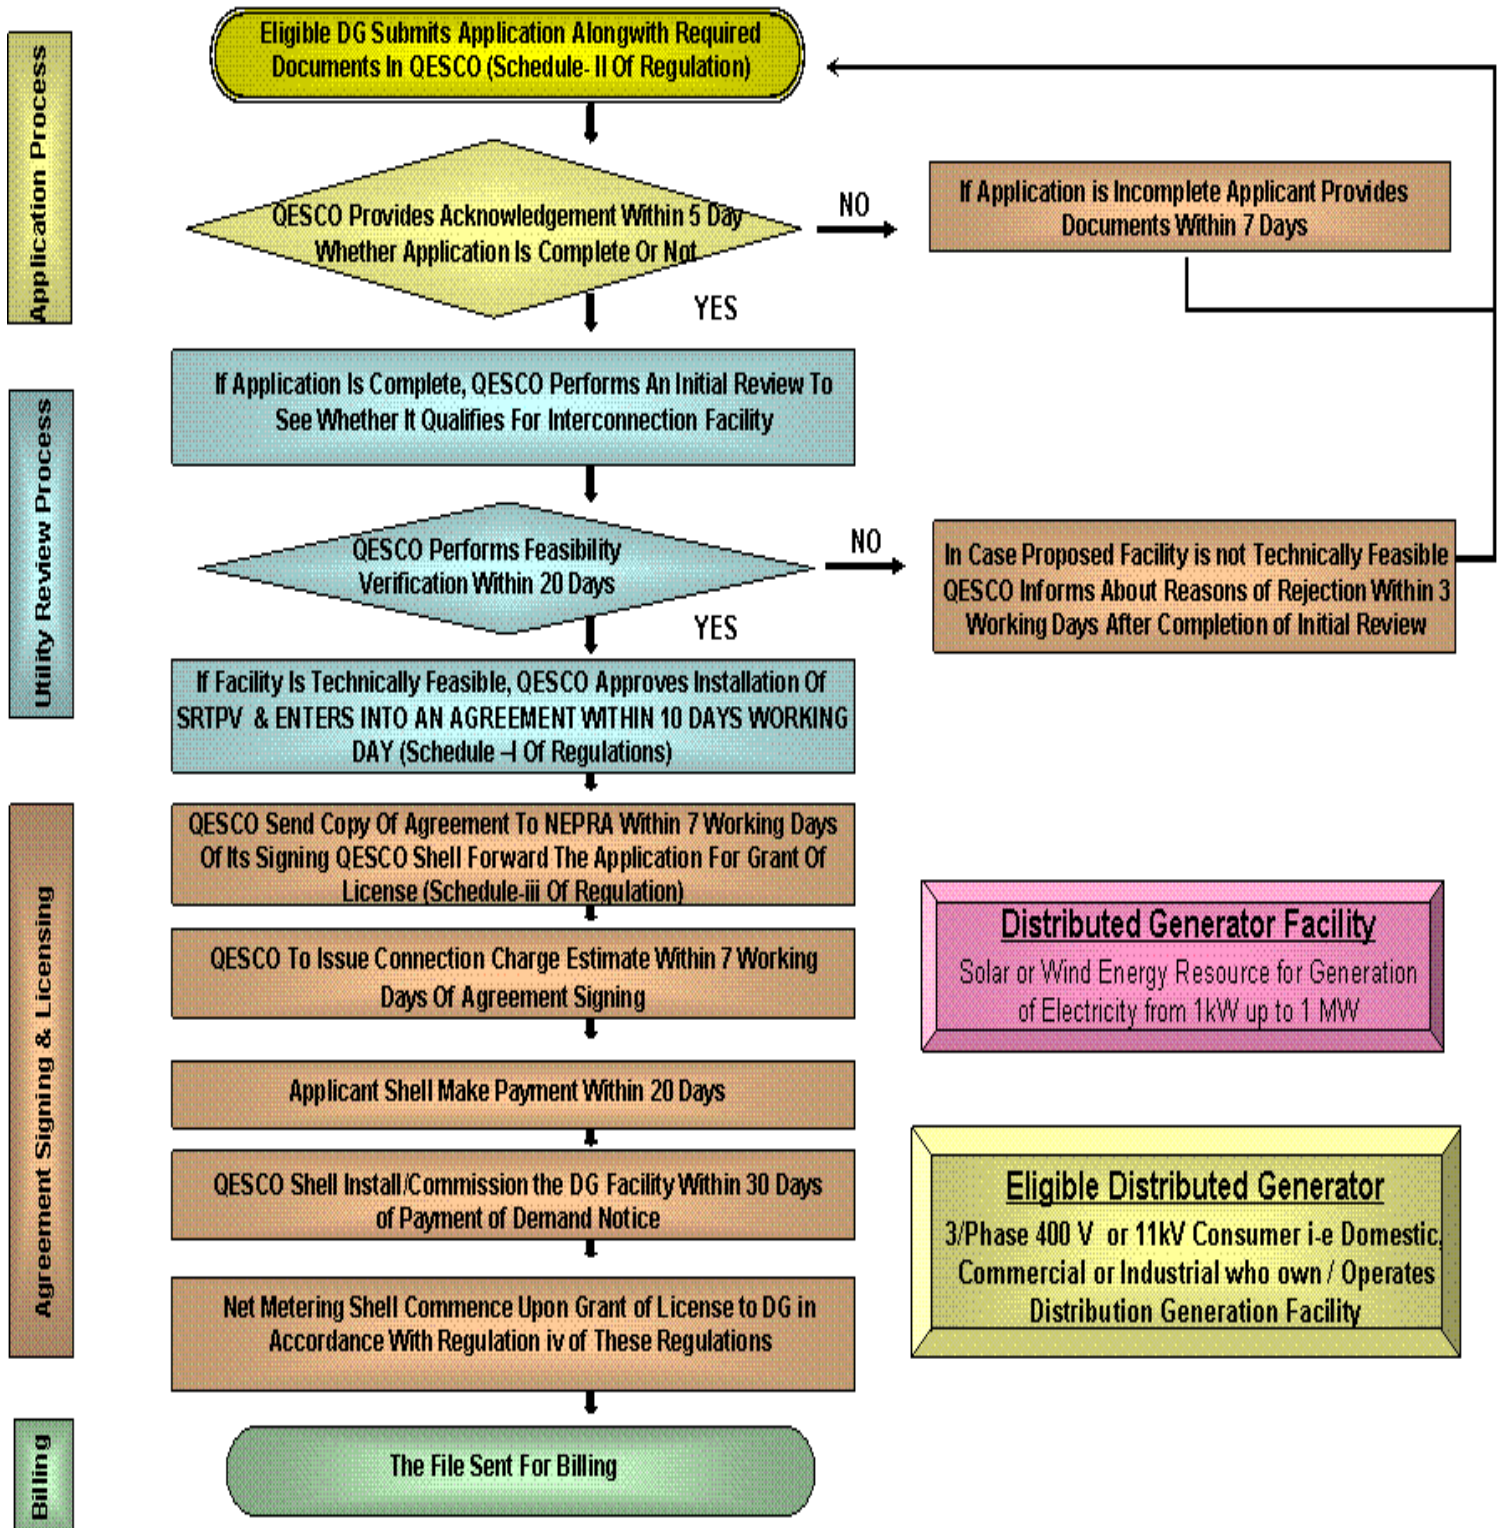 Application Process
Eligible DG Submits Application Alongwith Required
Documents In QESCO (Schedule- II Of Regulation)
QESCO Provides Acknowledgement Within 5 Day
Whether Application Is Complete Or Not
NO
If Application is Incomplete Applicant Provides
Documents Within 7 Days
YES
Utility Review Process
If Application Is Complete, QESCO Performs An Initial Review To
See Whether It Qualifies For Interconnection Facility
QESCO Performs Feasibility
Verification Within 20 Days
NO
In Case Proposed Facility is not Technically Feasible
QESCO Informs About Reasons of Rejection Within 3
Working Days After Completion of Initial Review
YES
If Facility Is Technically Feasible, QESCO Approves Installation Of
SRTPV & ENTERS INTO AN AGREEMENT WITHIN 10 DAYS WORKING
DAY (Schedule –I Of Regulations)
Agreement Signing & Licensing
QESCO Send Copy Of Agreement To NEPRA Within 7 Working Days
Of Its Signing QESCO Shell Forward The Application For Grant Of
License (Schedule-iii Of Regulation)
QESCO To Issue Connection Charge Estimate Within 7 Working
Days Of Agreement Signing
Applicant Shell Make Payment Within 20 Days
QESCO Shell Install/Commission the DG Facility Within 30 Days
of Payment of Demand Notice
Net Metering Shell Commence Upon Grant of License to DG in
Accordance With Regulation iv of These Regulations
Distributed Generator Facility
Solar or Wind Energy Resource for Generation
of Electricity from 1kW up to 1 MW
Eligible Distributed Generator
3/Phase 400 V or 11kV Consumer i-e Domestic,
Commercial or Industrial who own / Operates
Distribution Generation Facility
Billing
The File Sent For Billing